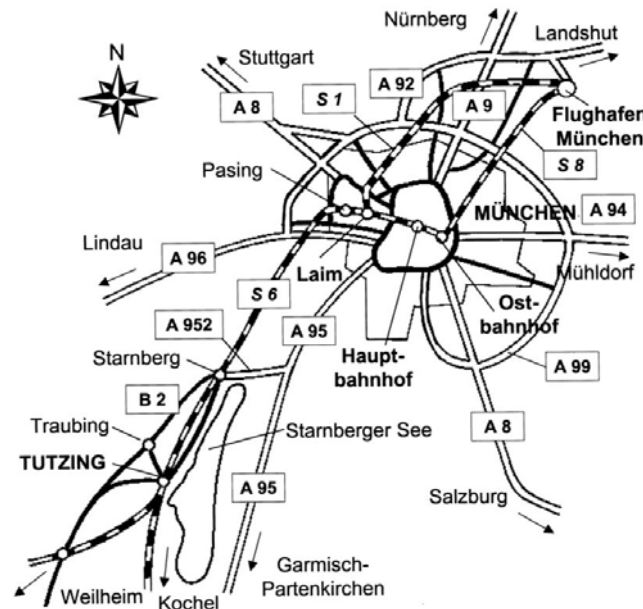 Nürnberg
Landshut
N
Stuttgart
A 92
S 1
A 9
A 8
Flughafen
München
S 8
Pasing
MÜNCHEN
A 94
Lindau
A 96
Laim
Mühldorf
S 6
Ost-
bahnhof
A 952
A 95
Haupt-
bahnhof
Starnberg
A 99
B 2
Traubing
Starnberger See
A 8
TUTZING
A 95
Salzburg
Garmisch-
Partenkirchen
Weilheim
Kochel